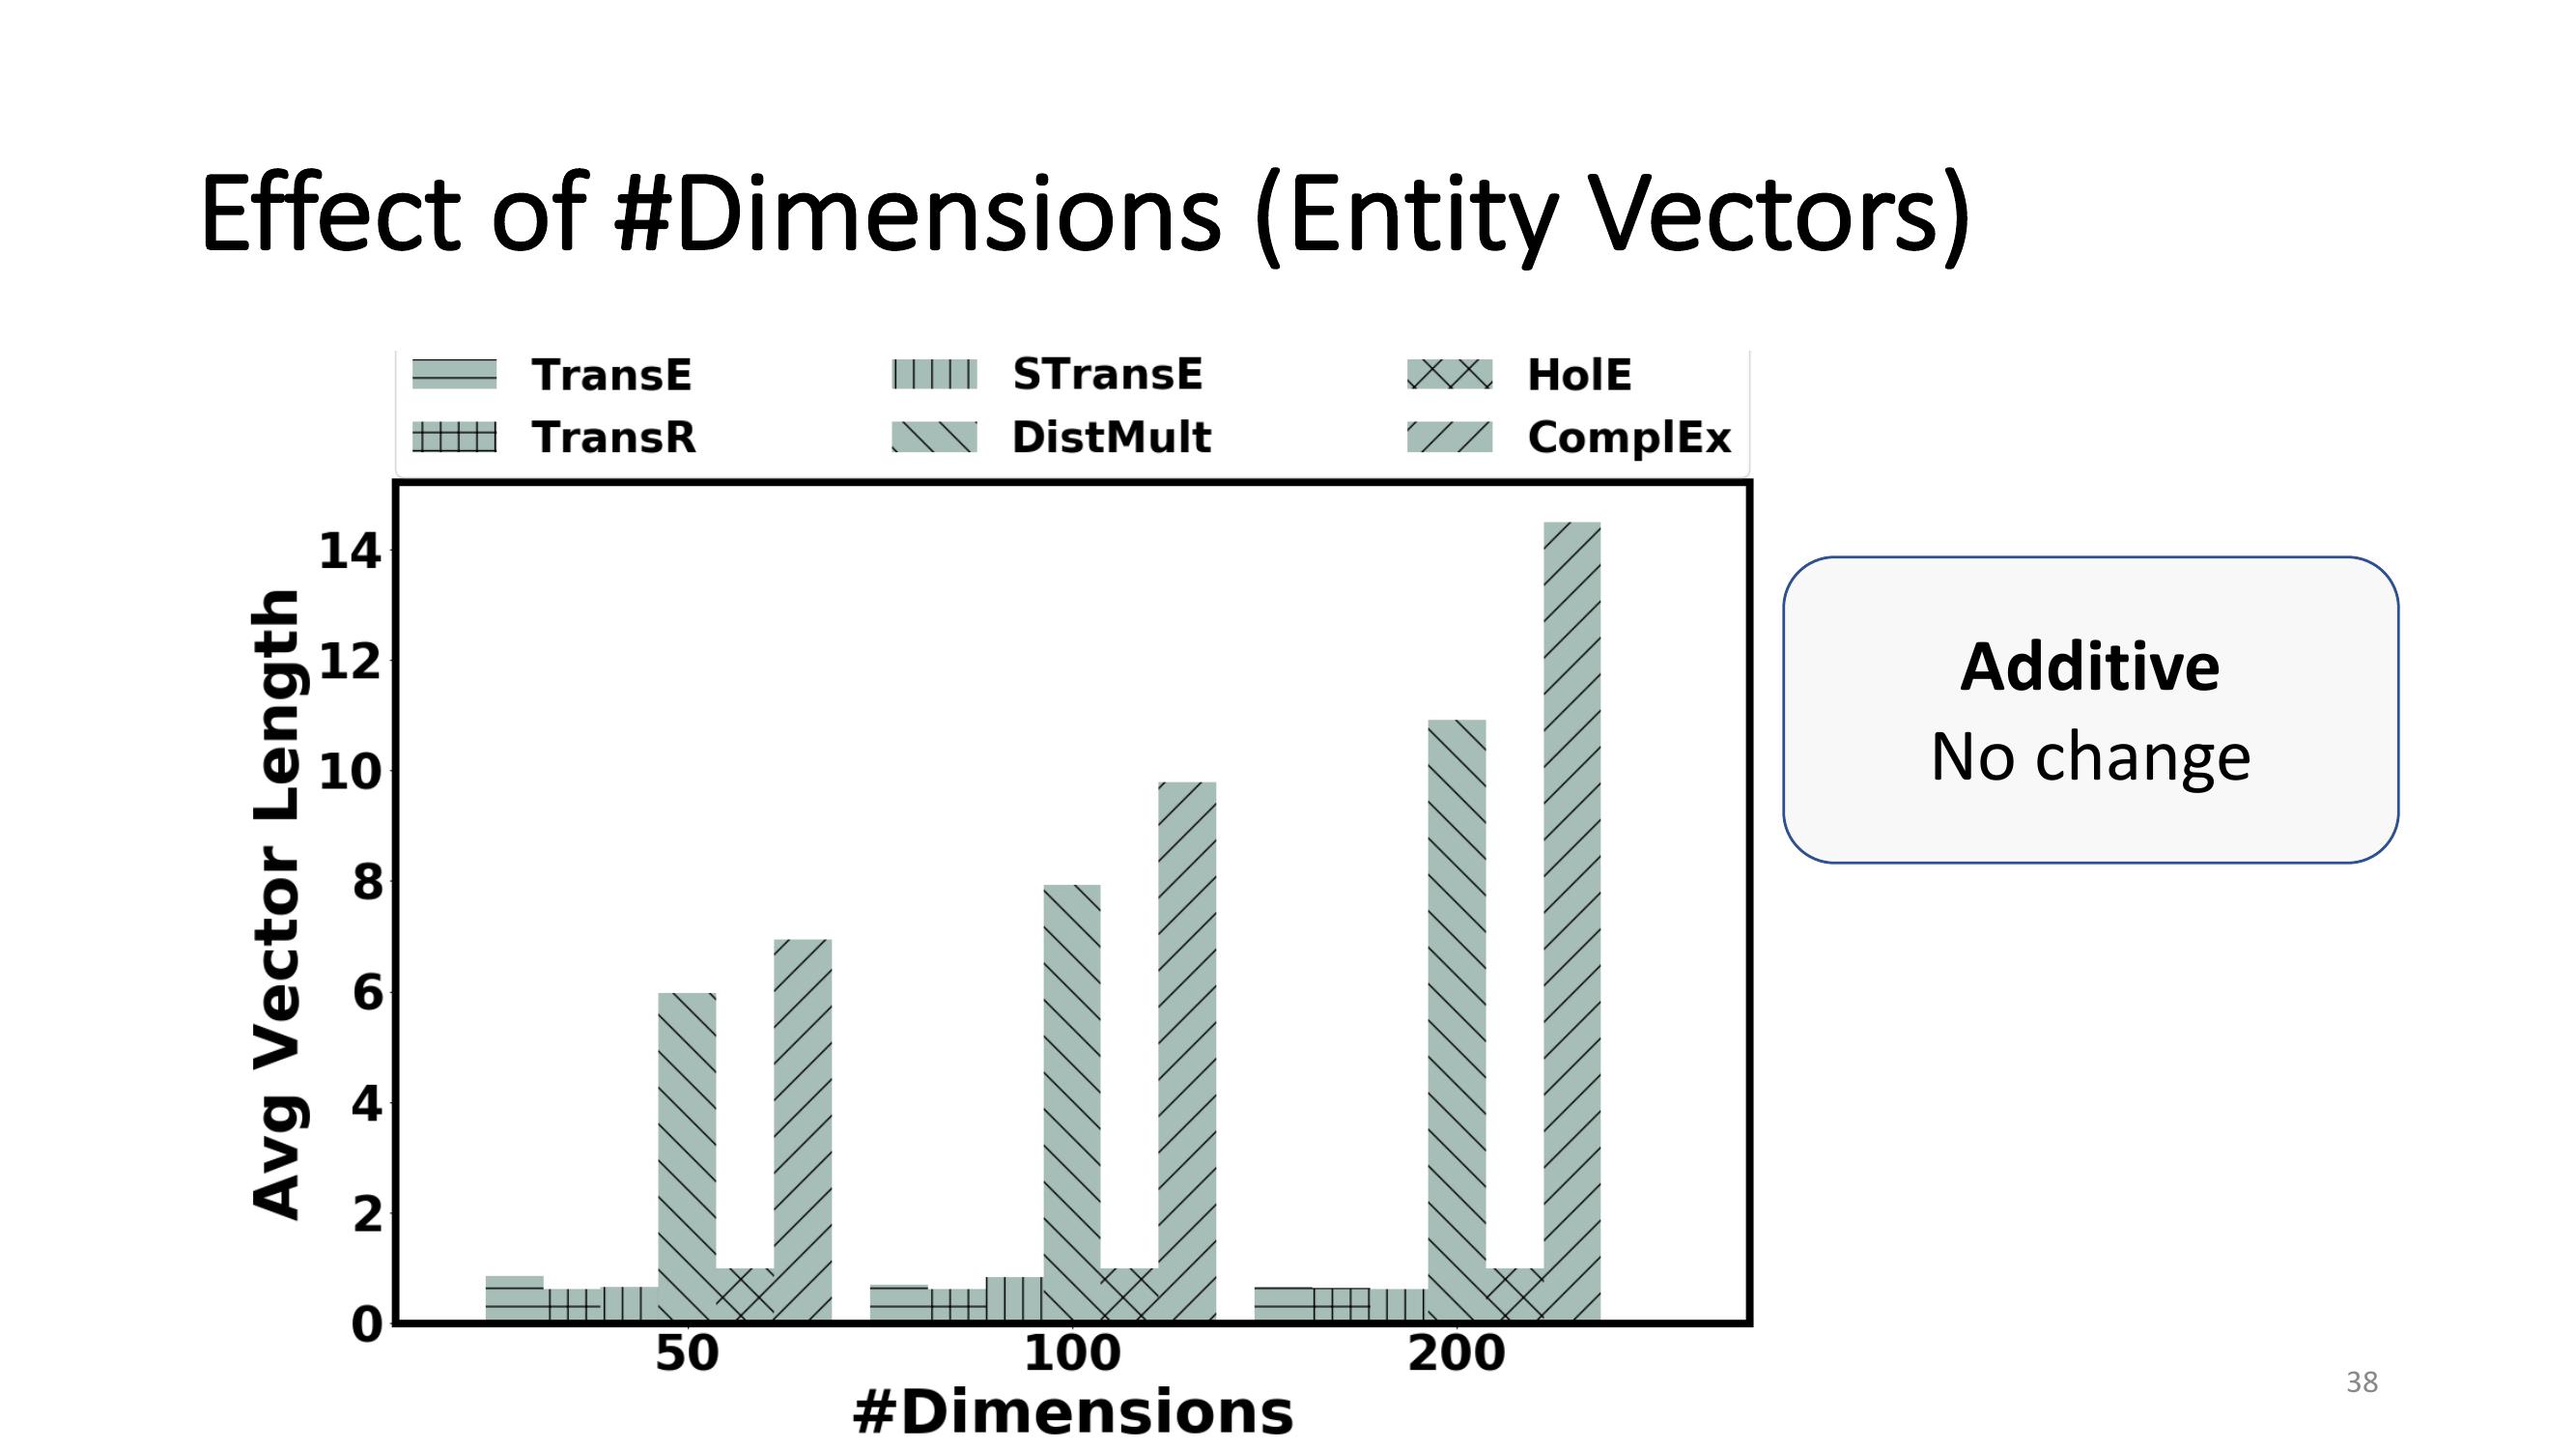 Effect of #Dimensions (Entity Vectors)
TransE STransE HolE
TransR DistMult ComplEx
14
12
10
8
6
4
2
0
Avg Vector Length
50 100 200
#Dimensions
Additive
No change
38